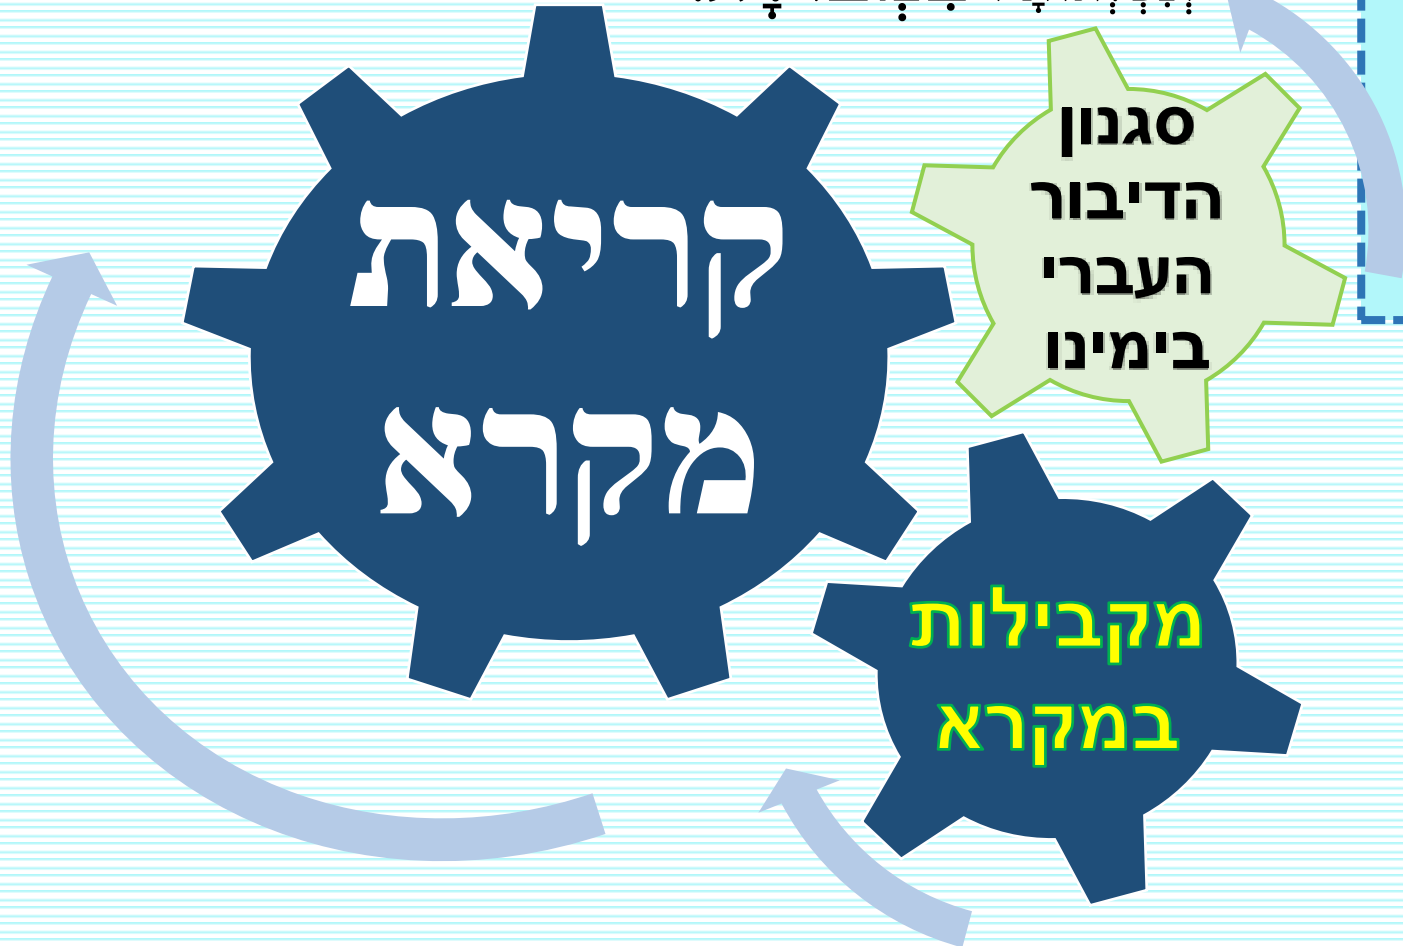 קריאת
מקרא
סגנון
הדיבור
העברי
בימינו
מקבילות
במקרא